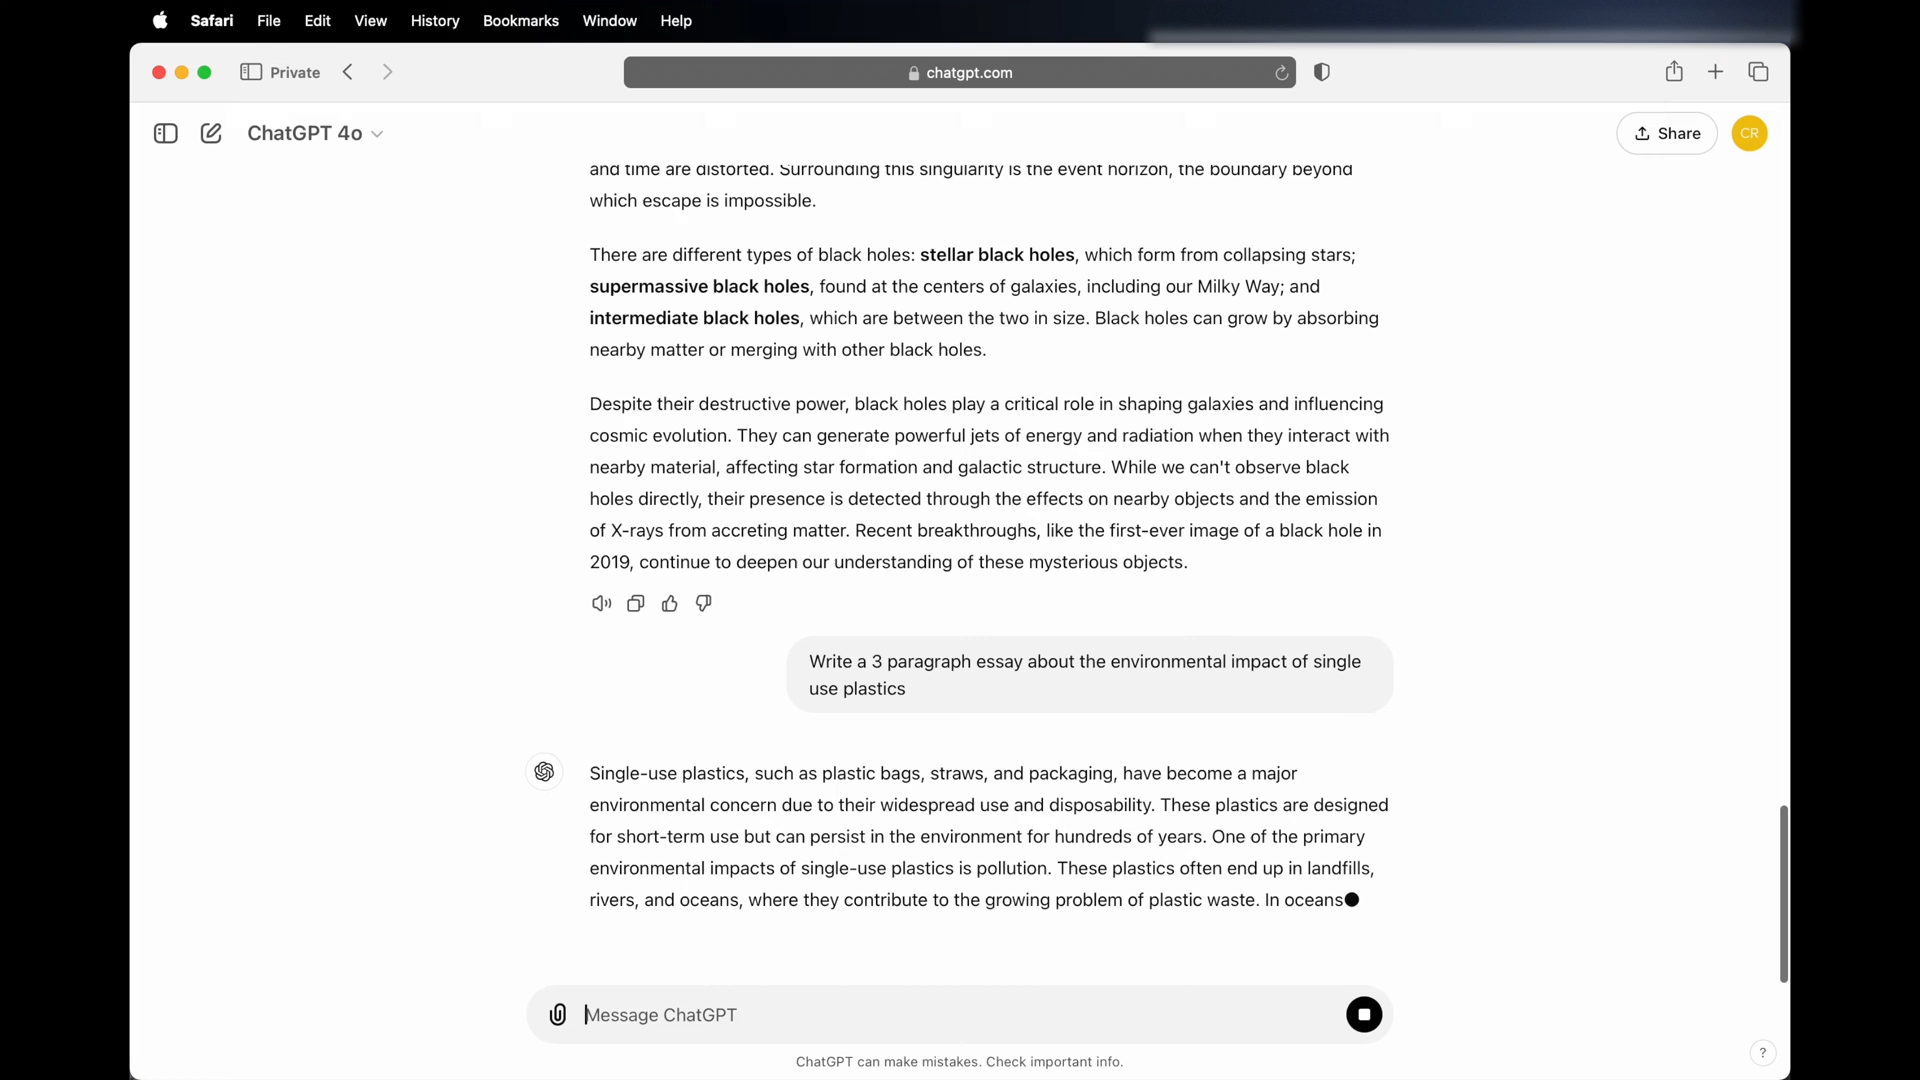 Safari File Edit View History Bookmarks Window Help
Private
chatgpt.com
ChatGPT 4o
Share
CR
and time are distorted. Surrounding this singularity is the event horizon, the boundary beyond
which escape is impossible.
There are different types of black holes: stellar black holes, which form from collapsing stars;
supermassive black holes, found at the centers of galaxies, including our Milky Way; and
intermediate black holes, which are between the two in size. Black holes can grow by absorbing
nearby matter or merging with other black holes.
Despite their destructive power, black holes play a critical role in shaping galaxies and influencing
cosmic evolution. They can generate powerful jets of energy and radiation when they interact with
nearby material, affecting star formation and galactic structure. While we can't observe black
holes directly, their presence is detected through the effects on nearby objects and the emission
of X-rays from accreting matter. Recent breakthroughs, like the first-ever image of a black hole in
2019, continue to deepen our understanding of these mysterious objects.
Write a 3 paragraph essay about the environmental impact of single
use plastics
Single-use plastics, such as plastic bags, straws, and packaging, have become a major
environmental concern due to their widespread use and disposability. These plastics are designed
for short-term use but can persist in the environment for hundreds of years. One of the primary
environmental impacts of single-use plastics is pollution. These plastics often end up in landfills,
rivers, and oceans, where they contribute to the growing problem of plastic waste. In oceans
Message ChatGPT
ChatGPT can make mistakes. Check important info.
?